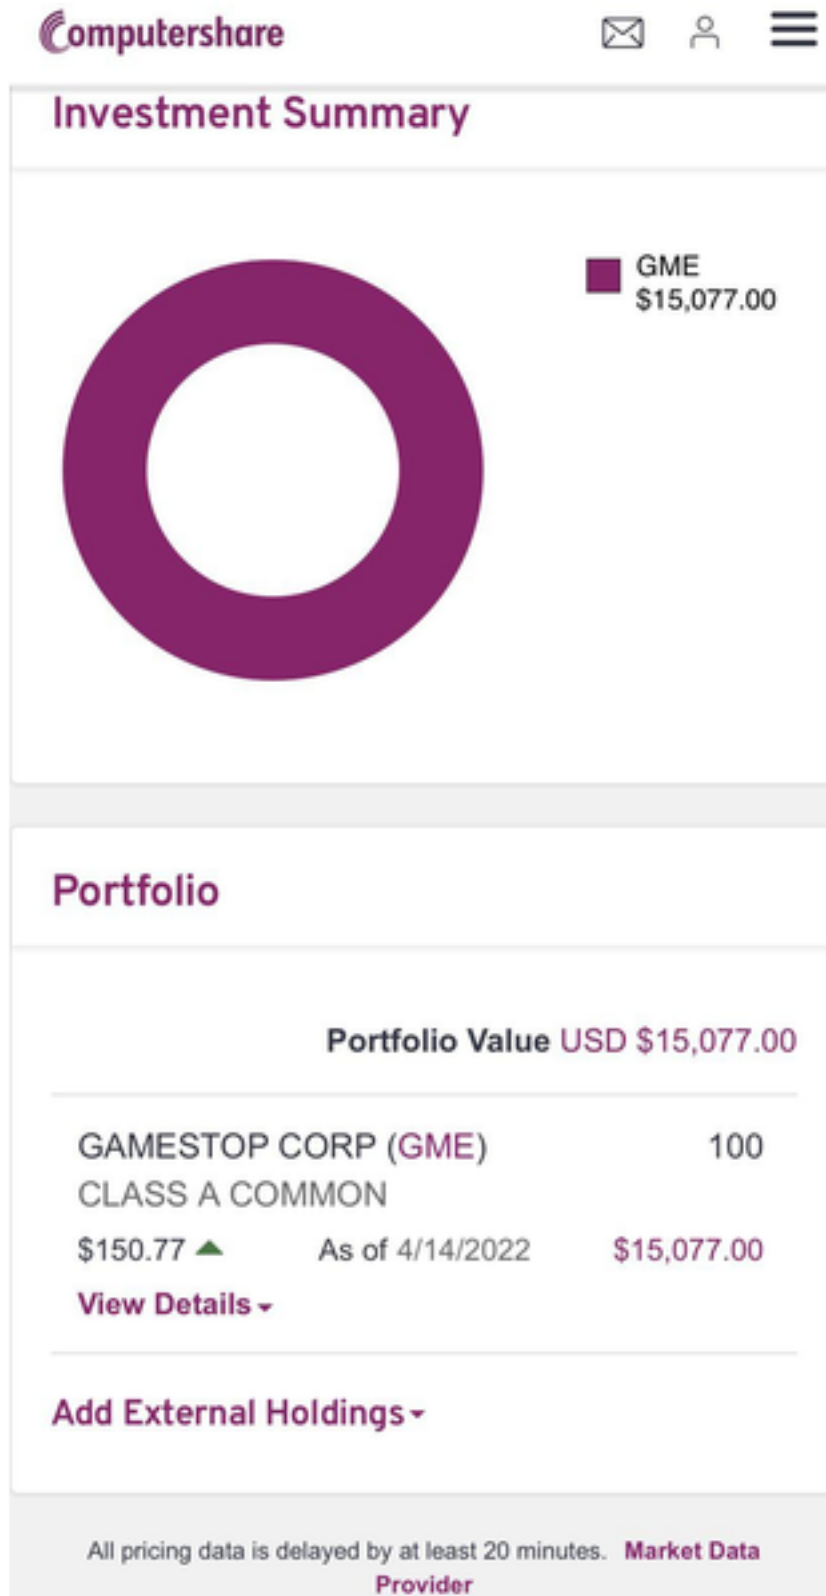 Computershare
Investment Summary
GME
$15,077.00
Portfolio
Portfolio Value USD $15,077.00
GAMESTOP CORP (GME) 100
CLASS A COMMON
$150.77 As of 4/14/2022 $15,077.00
View Details
Add External Holdings
All pricing data is delayed by at least 20 minutes. Market Data
Provider